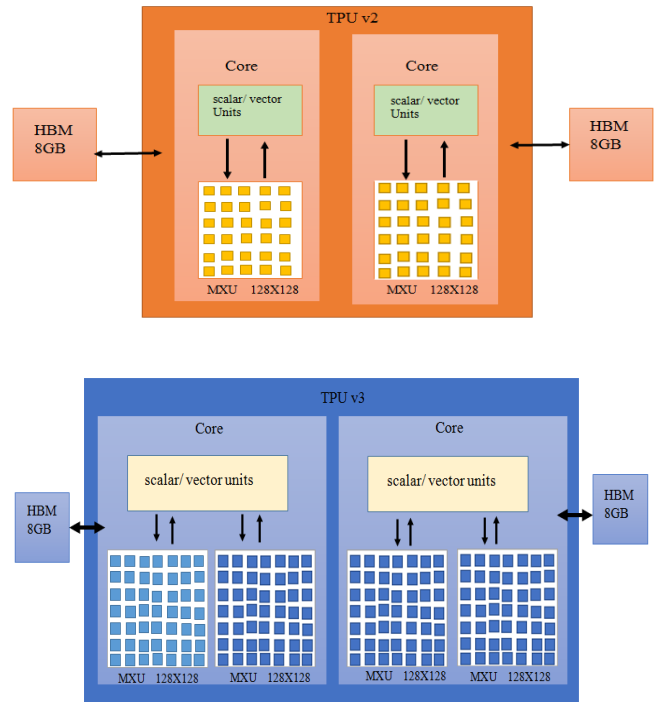 TPU v2
Core
scalar/ vector
Units
MXU 128X128
Core
scalar/ vector
Units
MXU 128X128
HBM
8GB
HBM
8GB
TPU v3
Core
scalar/ vector units
MXU 128X128
MXU 128X128
Core
scalar/ vector units
MXU 128X128
MXU 128X128
HBM
8GB
HBM
8GB